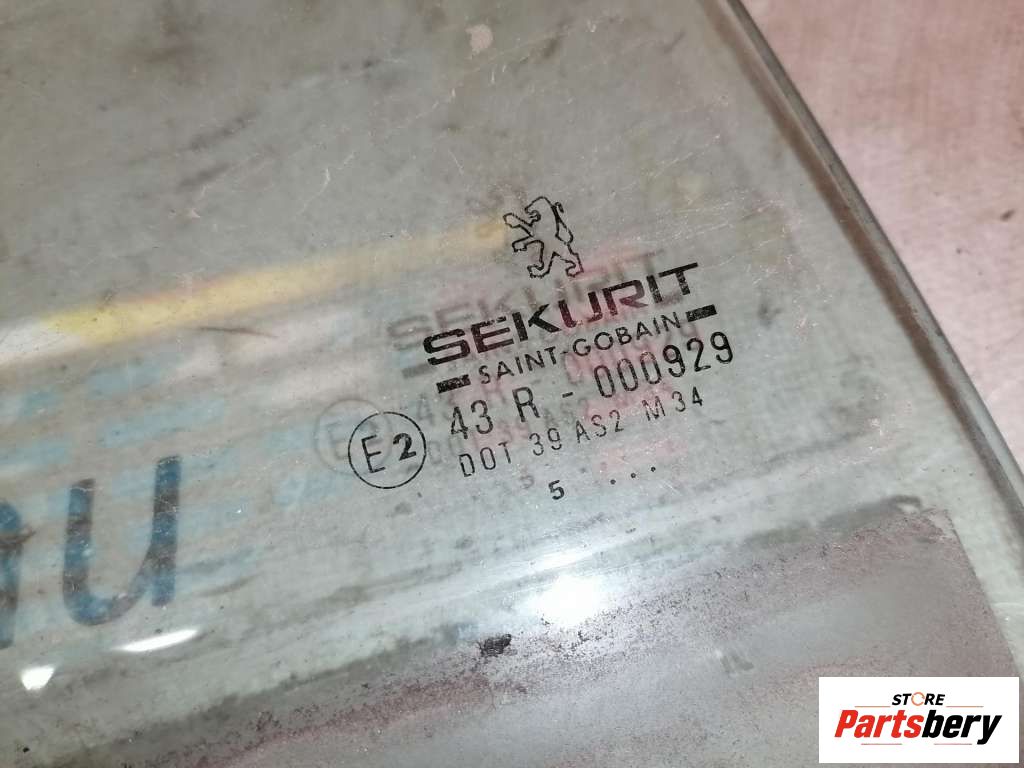 SEKURIT
SAINT-GOBAIN
43 R - 000929
E2
DOT 39 AS2 M34
5 ...
STORE
Partsbery